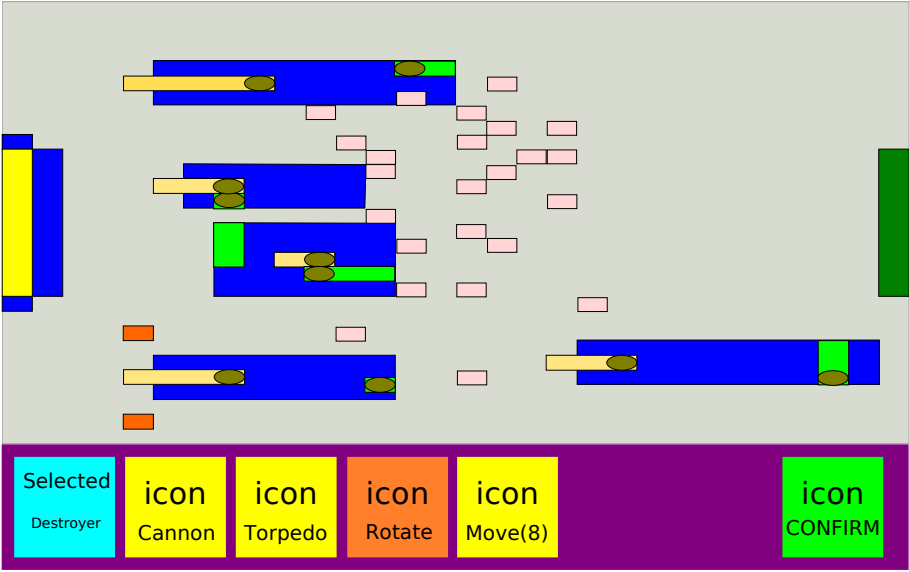 Selected
Destroyer
icon
Cannon
icon
Torpedo
icon
Rotate
icon
Move(8)
icon
CONFIRM